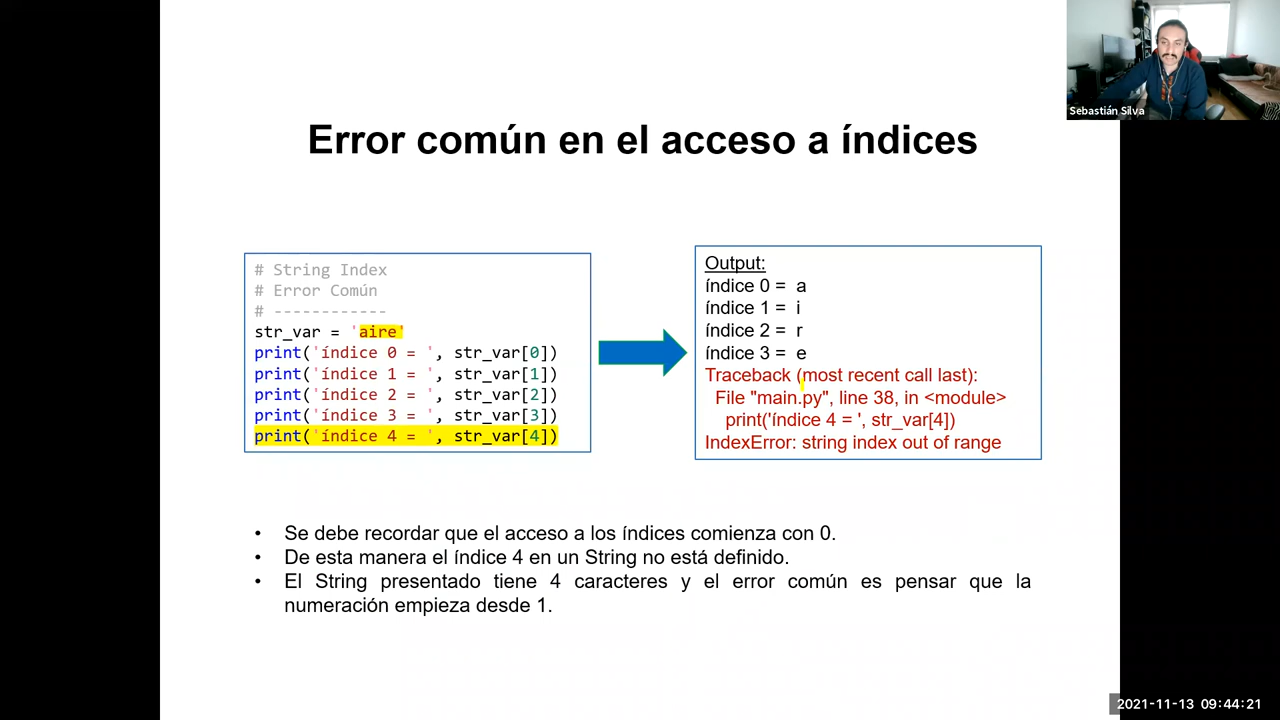 Sebastián Silva
Error común en el acceso a índices
# String Index
# Error Común
# ------------
str_var = 'aire'
print('índice 0 = ', str_var[0])
print('índice 1 = ', str_var[1])
print('índice 2 = ', str_var[2])
print('índice 3 = ', str_var[3])
print('índice 4 = ', str_var[4])
Output:
índice 0 = a
índice 1 = i
índice 2 = r
índice 3 = e
Traceback (most recent call last):
File "main.py", line 38, in <module>
print('índice 4 = ', str_var[4])
IndexError: string index out of range
• Se debe recordar que el acceso a los índices comienza con 0.
• De esta manera el índice 4 en un String no está definido.
• El String presentado tiene 4 caracteres y el error común es pensar que la
numeración empieza desde 1.
2021-11-13 09:44:21